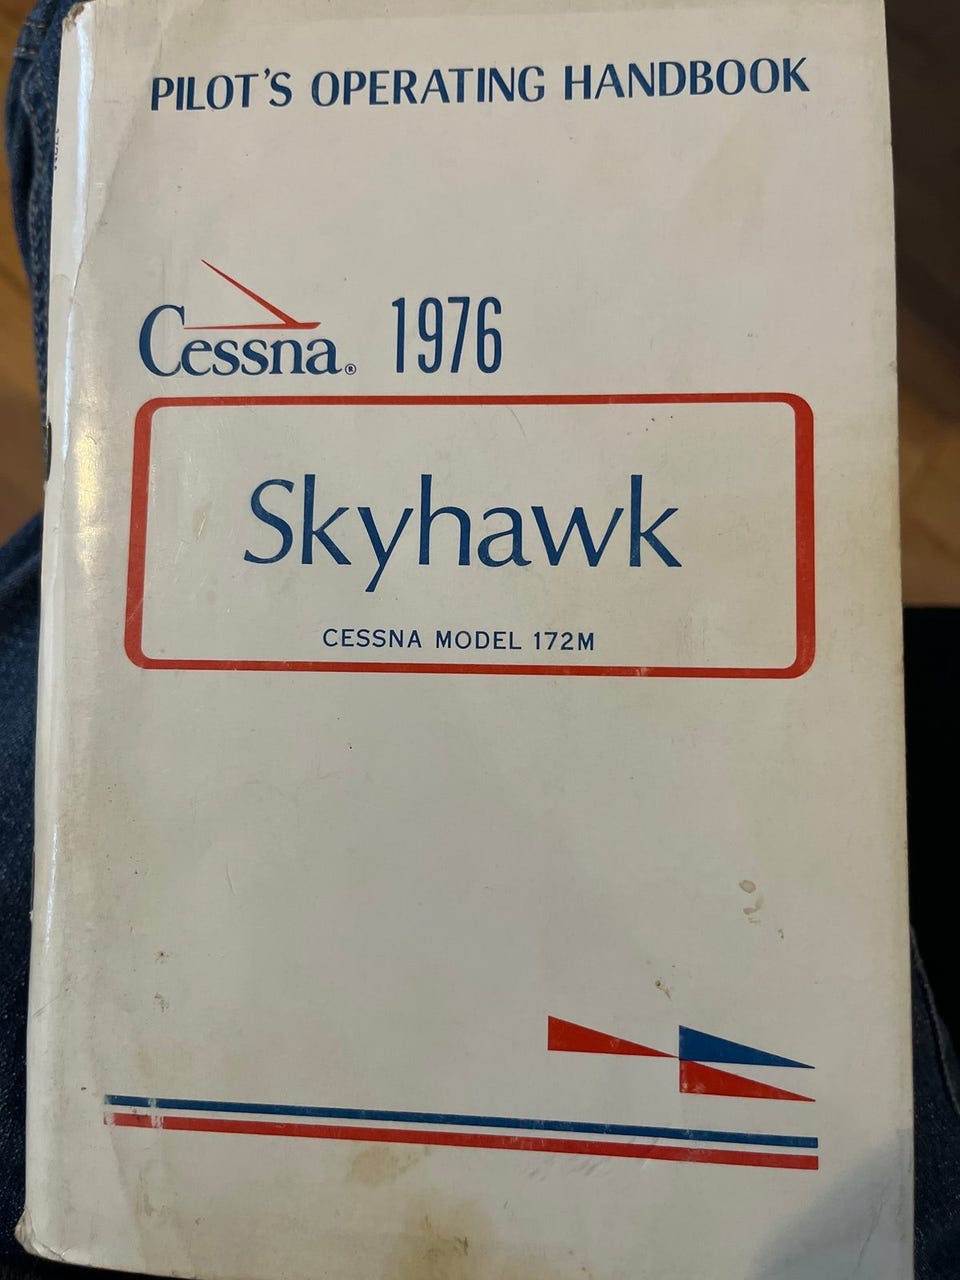 PILOT'S OPERATING HANDBOOK
Cessna® 1976
Skyhawk
CESSNA MODEL 172M